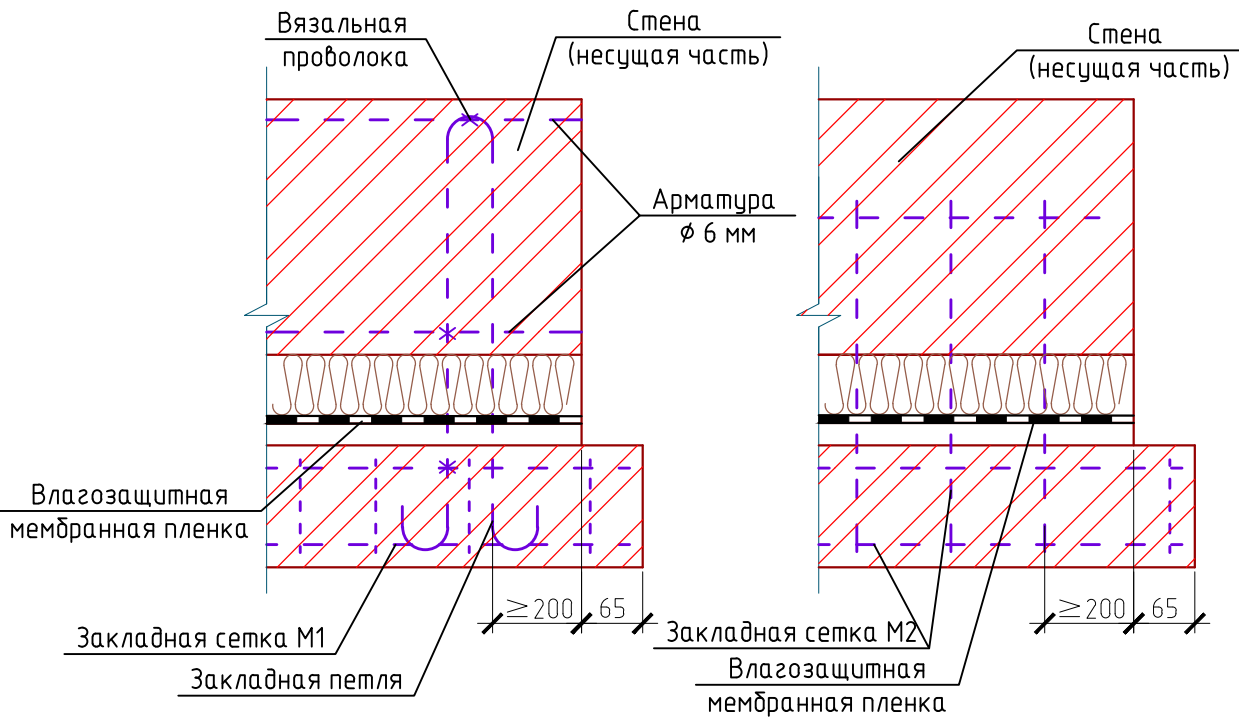 Вязальная
проволока
Стена
(несущая часть)
Стена
(несущая часть)
Арматура
ϕ 6 мм
Влагозащитная
мембранная пленка
≥200
65
≥200
65
Закладная сетка М1
Закладная петля
Закладная сетка М2
Влагозащитная
мембранная пленка